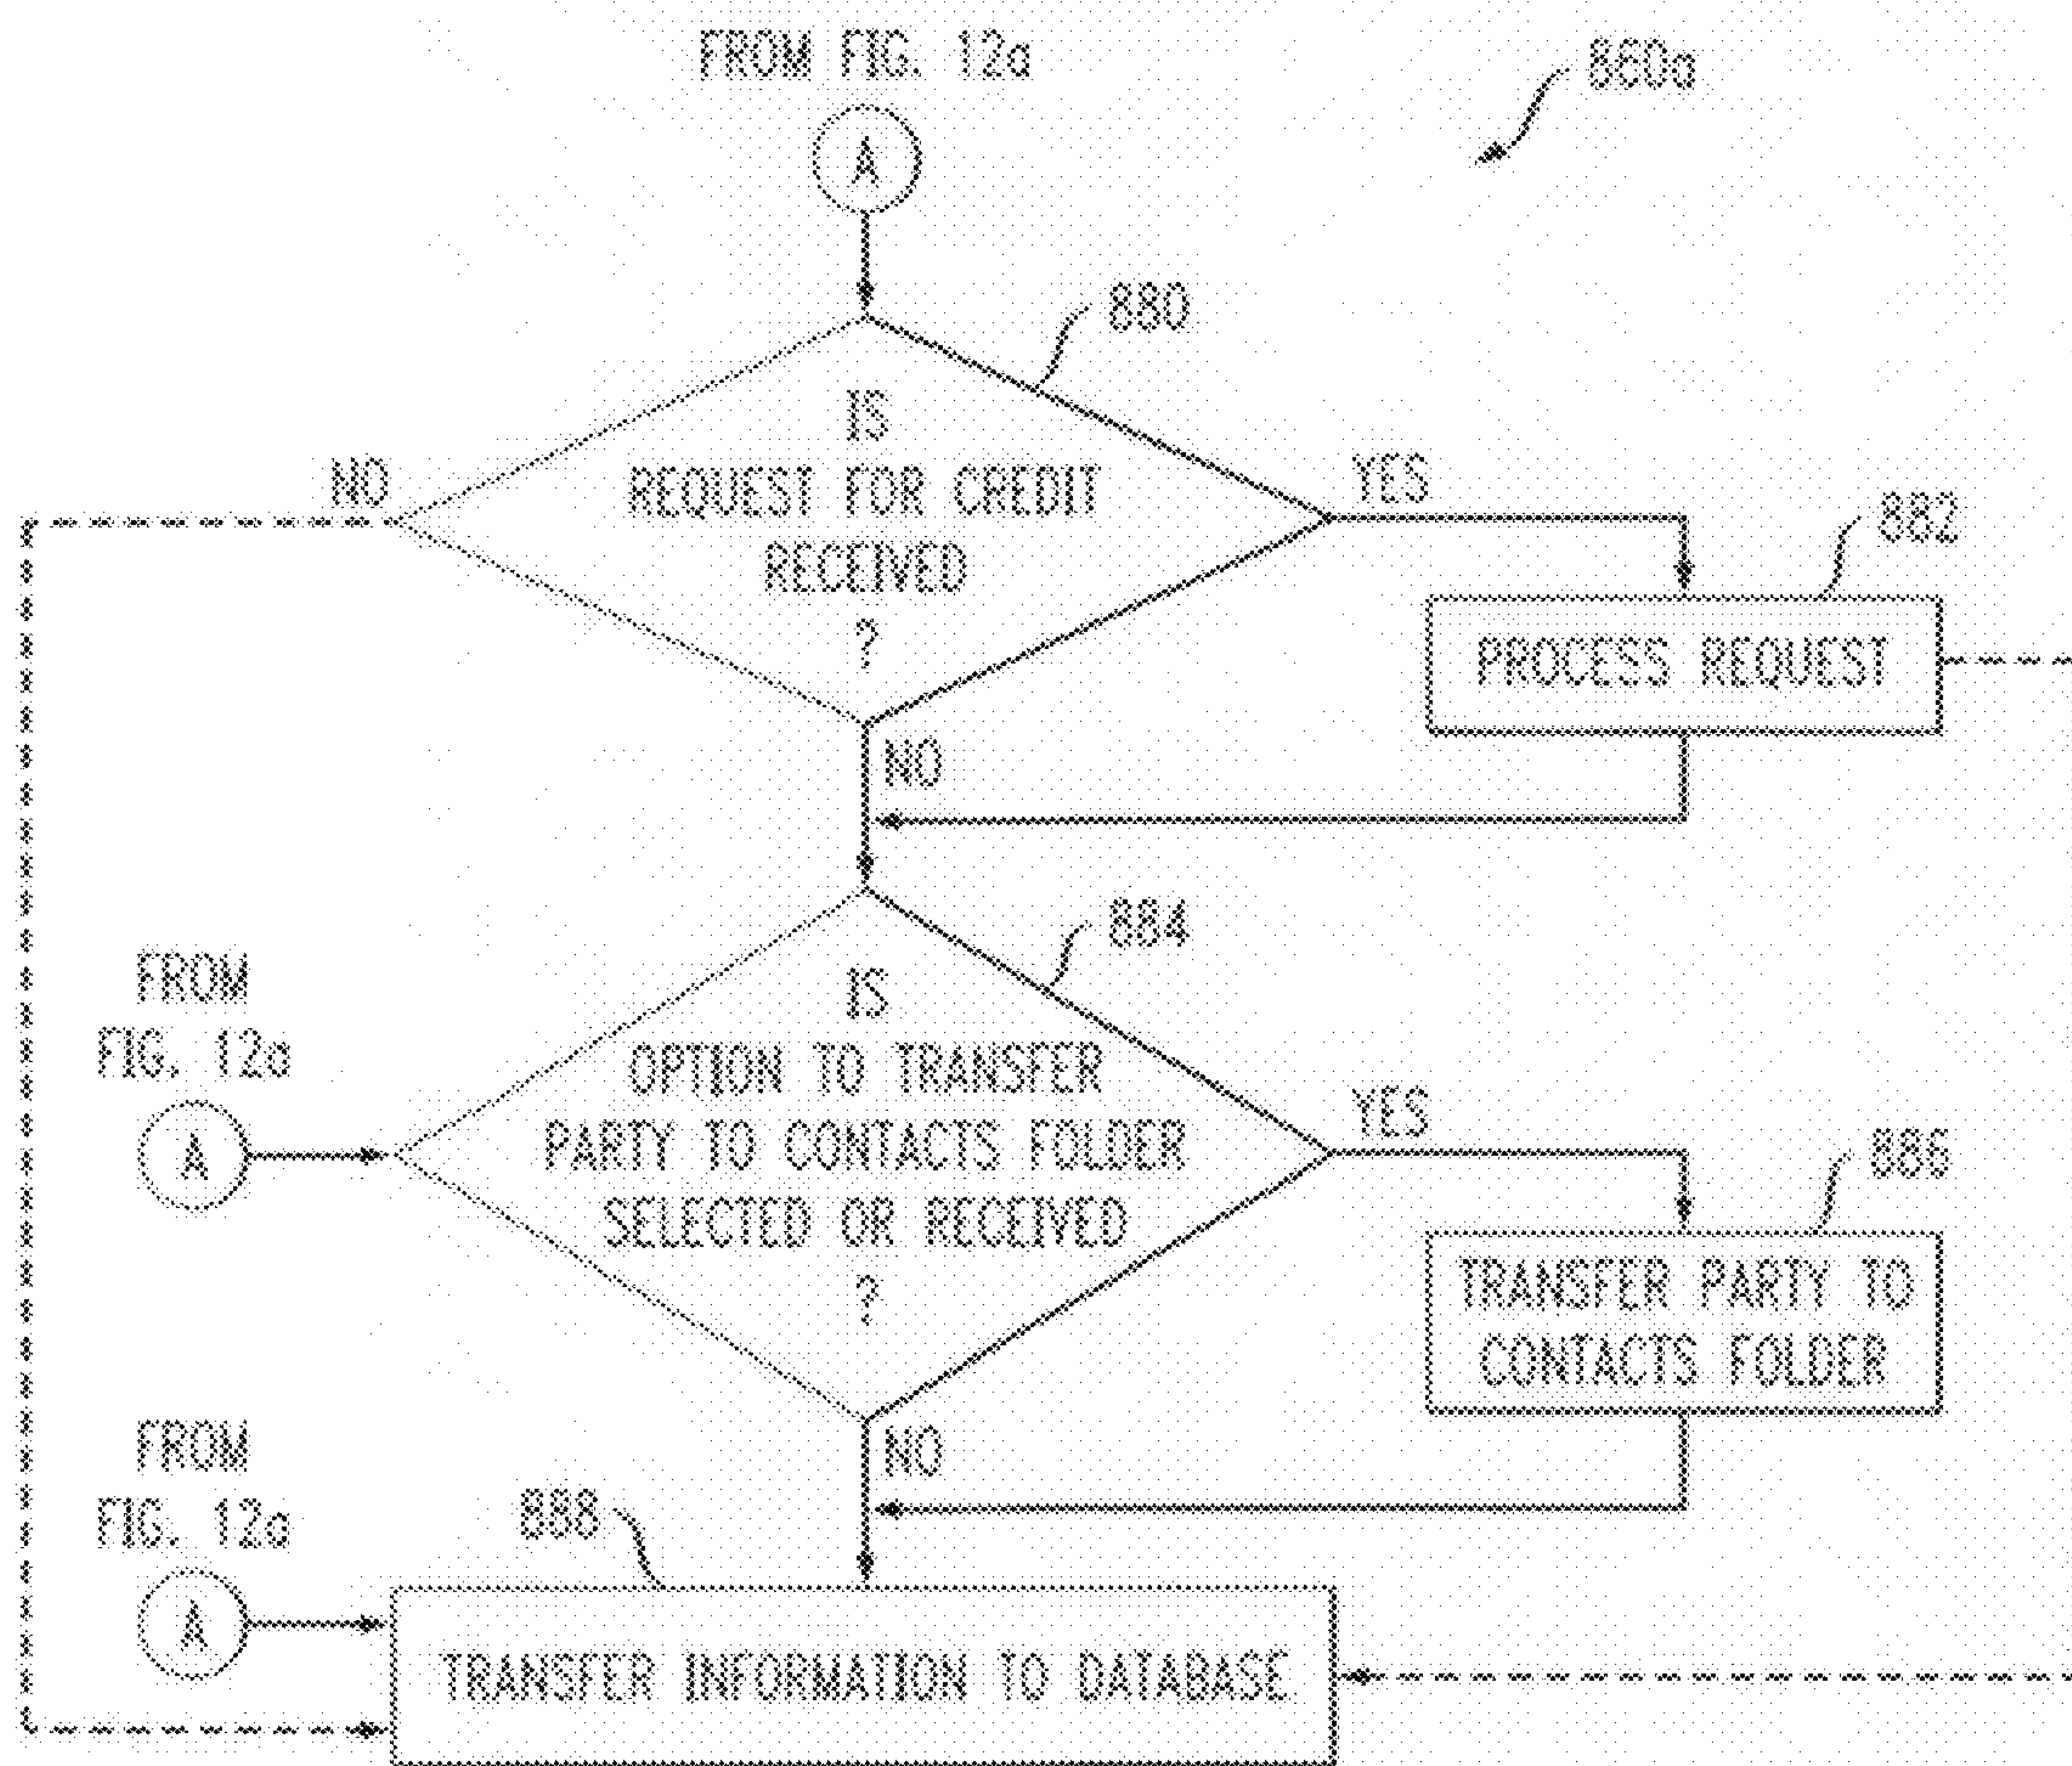 FROM FIG. 12a
860a
A
880
IS
REQUEST FOR CREDIT
RECEIVED
?
NO
YES
882
PROCESS REQUEST
NO
884
FROM
FIG. 12a
A
IS
OPTION TO TRANSFER
PARTY TO CONTACTS FOLDER
SELECTED OR RECEIVED
?
YES
886
TRANSFER PARTY TO
CONTACTS FOLDER
NO
FROM
FIG. 12a
A
888
TRANSFER INFORMATION TO DATABASE